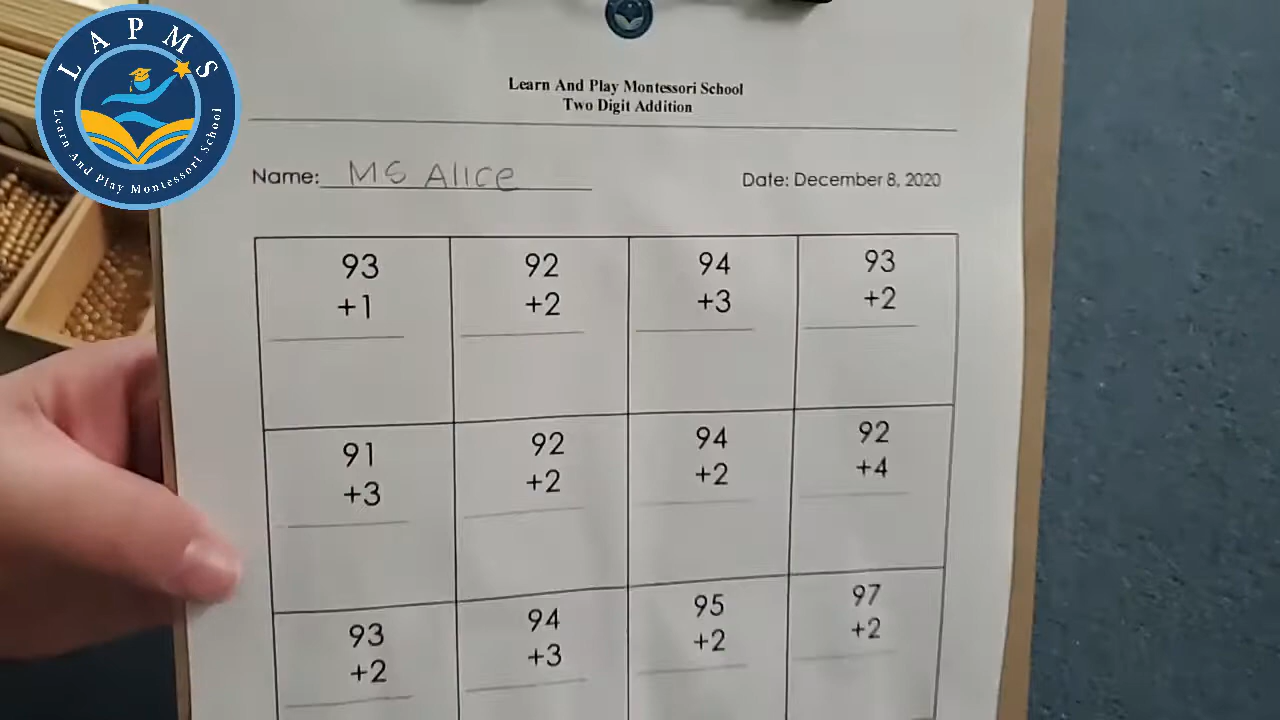 LAPMS
Learn And Play Montessori School
Learn And Play Montessori School
Two Digit Addition
Name: MS Alice
Date: December 8, 2020
93 92 94 93
+1 +2 +3 +2
91 92 94 92
+3 +2 +2 +4
93 94 95 97
+2 +3 +2 +2